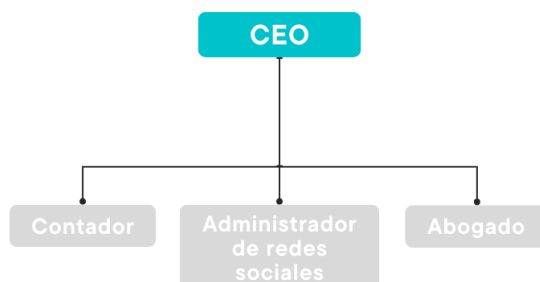 CEO
Contador
Administrador
de redes
sociales
Abogado